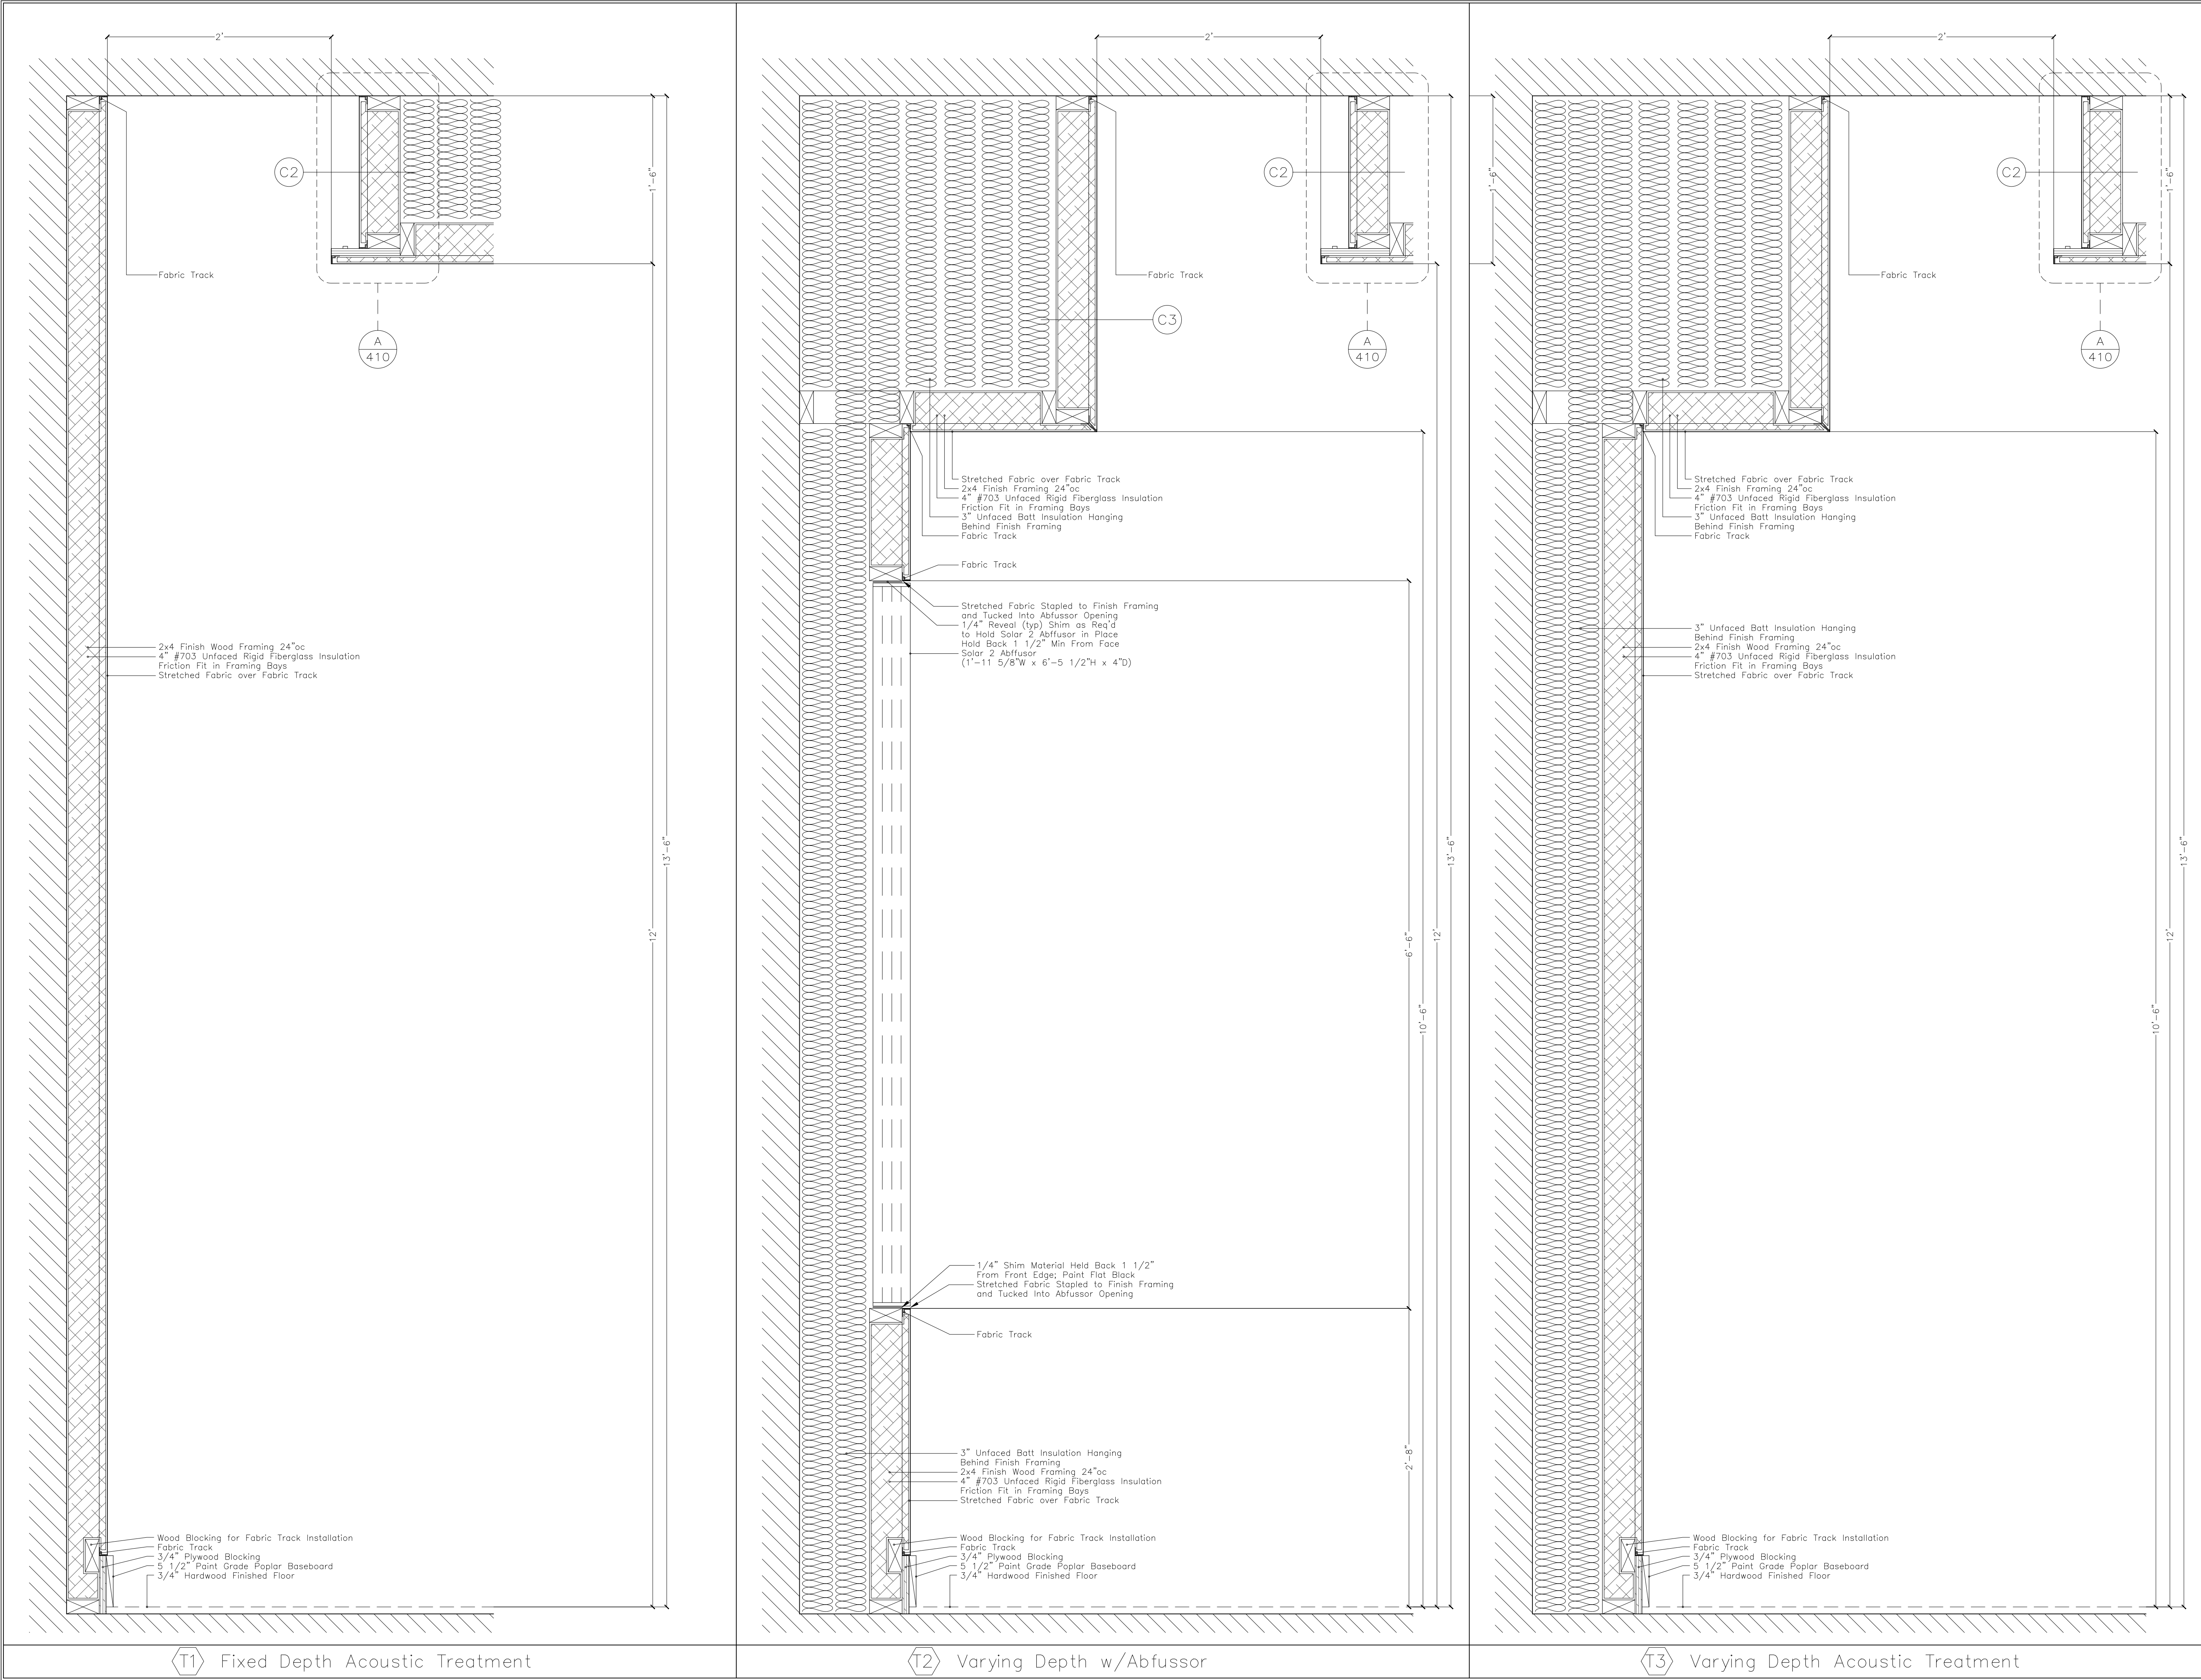 2'
C2
1'-6"
Fabric Track
A
410
2x4 Finish Wood Framing 24"oc
4" #703 Unfaced Rigid Fiberglass Insulation
Friction Fit in Framing Bays
Stretched Fabric over Fabric Track
13'-6"
12'
Wood Blocking for Fabric Track Installation
Fabric Track
3/4" Plywood Blocking
5 1/2" Paint Grade Poplar Baseboard
3/4" Hardwood Finished Floor
T1 Fixed Depth Acoustic Treatment
2'
C2
1'-6"
Fabric Track
C3
A
410
Stretched Fabric over Fabric Track
2x4 Finish Framing 24"oc
4" #703 Unfaced Rigid Fiberglass Insulation
Friction Fit in Framing Bays
3" Unfaced Batt Insulation Hanging
Behind Finish Framing
Fabric Track
Fabric Track
Stretched Fabric Stapled to Finish Framing
and Tucked Into Abfussor Opening
1/4" Reveal (typ) Shim as Req'd
to Hold Solar 2 Abffusor in Place
Hold Back 1 1/2" Min From Face
Solar 2 Abffusor
(1'-11 5/8"W x 6'-5 1/2"H x 4"D)
13'-6"
6'-6"
12'
10'-6"
1/4" Shim Material Held Back 1 1/2"
From Front Edge; Paint Flat Black
Stretched Fabric Stapled to Finish Framing
and Tucked Into Abfussor Opening
Fabric Track
2'-8"
3" Unfaced Batt Insulation Hanging
Behind Finish Framing
2x4 Finish Wood Framing 24"oc
4" #703 Unfaced Rigid Fiberglass Insulation
Friction Fit in Framing Bays
Stretched Fabric over Fabric Track
Wood Blocking for Fabric Track Installation
Fabric Track
3/4" Plywood Blocking
5 1/2" Paint Grade Poplar Baseboard
3/4" Hardwood Finished Floor
T2 Varying Depth w/Abfussor
2'
C2
1'-6"
Fabric Track
A
410
Stretched Fabric over Fabric Track
2x4 Finish Framing 24"oc
4" #703 Unfaced Rigid Fiberglass Insulation
Friction Fit in Framing Bays
3" Unfaced Batt Insulation Hanging
Behind Finish Framing
Fabric Track
3" Unfaced Batt Insulation Hanging
Behind Finish Framing
2x4 Finish Wood Framing 24"oc
4" #703 Unfaced Rigid Fiberglass Insulation
Friction Fit in Framing Bays
Stretched Fabric over Fabric Track
13'-6"
12'
10'-6"
Wood Blocking for Fabric Track Installation
Fabric Track
3/4" Plywood Blocking
5 1/2" Paint Grade Poplar Baseboard
3/4" Hardwood Finished Floor
T3 Varying Depth Acoustic Treatment